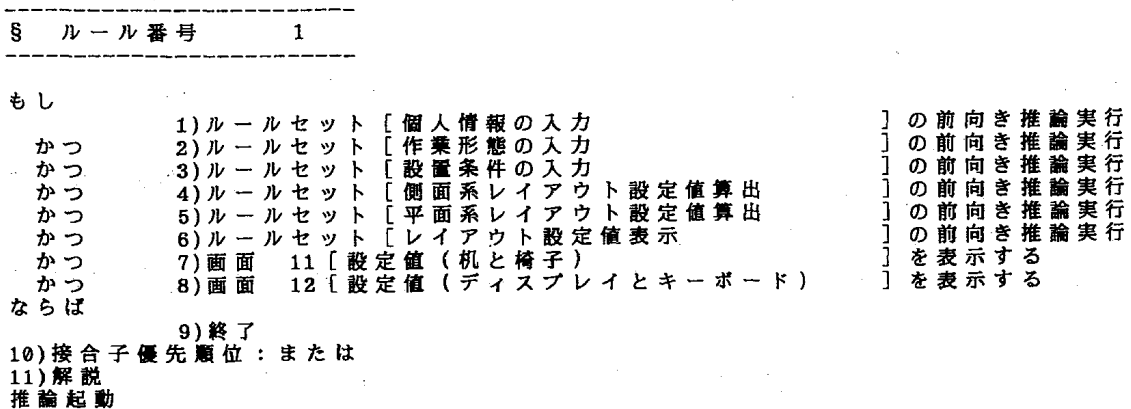 § ルール番号 1
もし
1)ルールセット［個人情報の入力 ］の前向き推論実行
かつ 2)ルールセット［作業形態の入力 ］の前向き推論実行
かつ 3)ルールセット［設置条件の入力 ］の前向き推論実行
かつ 4)ルールセット［側面系レイアウト設定値算出 ］の前向き推論実行
かつ 5)ルールセット［平面系レイアウト設定値算出 ］の前向き推論実行
かつ 6)ルールセット［レイアウト設定値表示 ］の前向き推論実行
かつ 7)画面 11［設定値(机と椅子) ］を表示する
かつ 8)画面 12［設定値(ディスプレイとキーボード) ］を表示する
ならば
9)終了
10)接合子優先順位:または
11)解説
推論起動